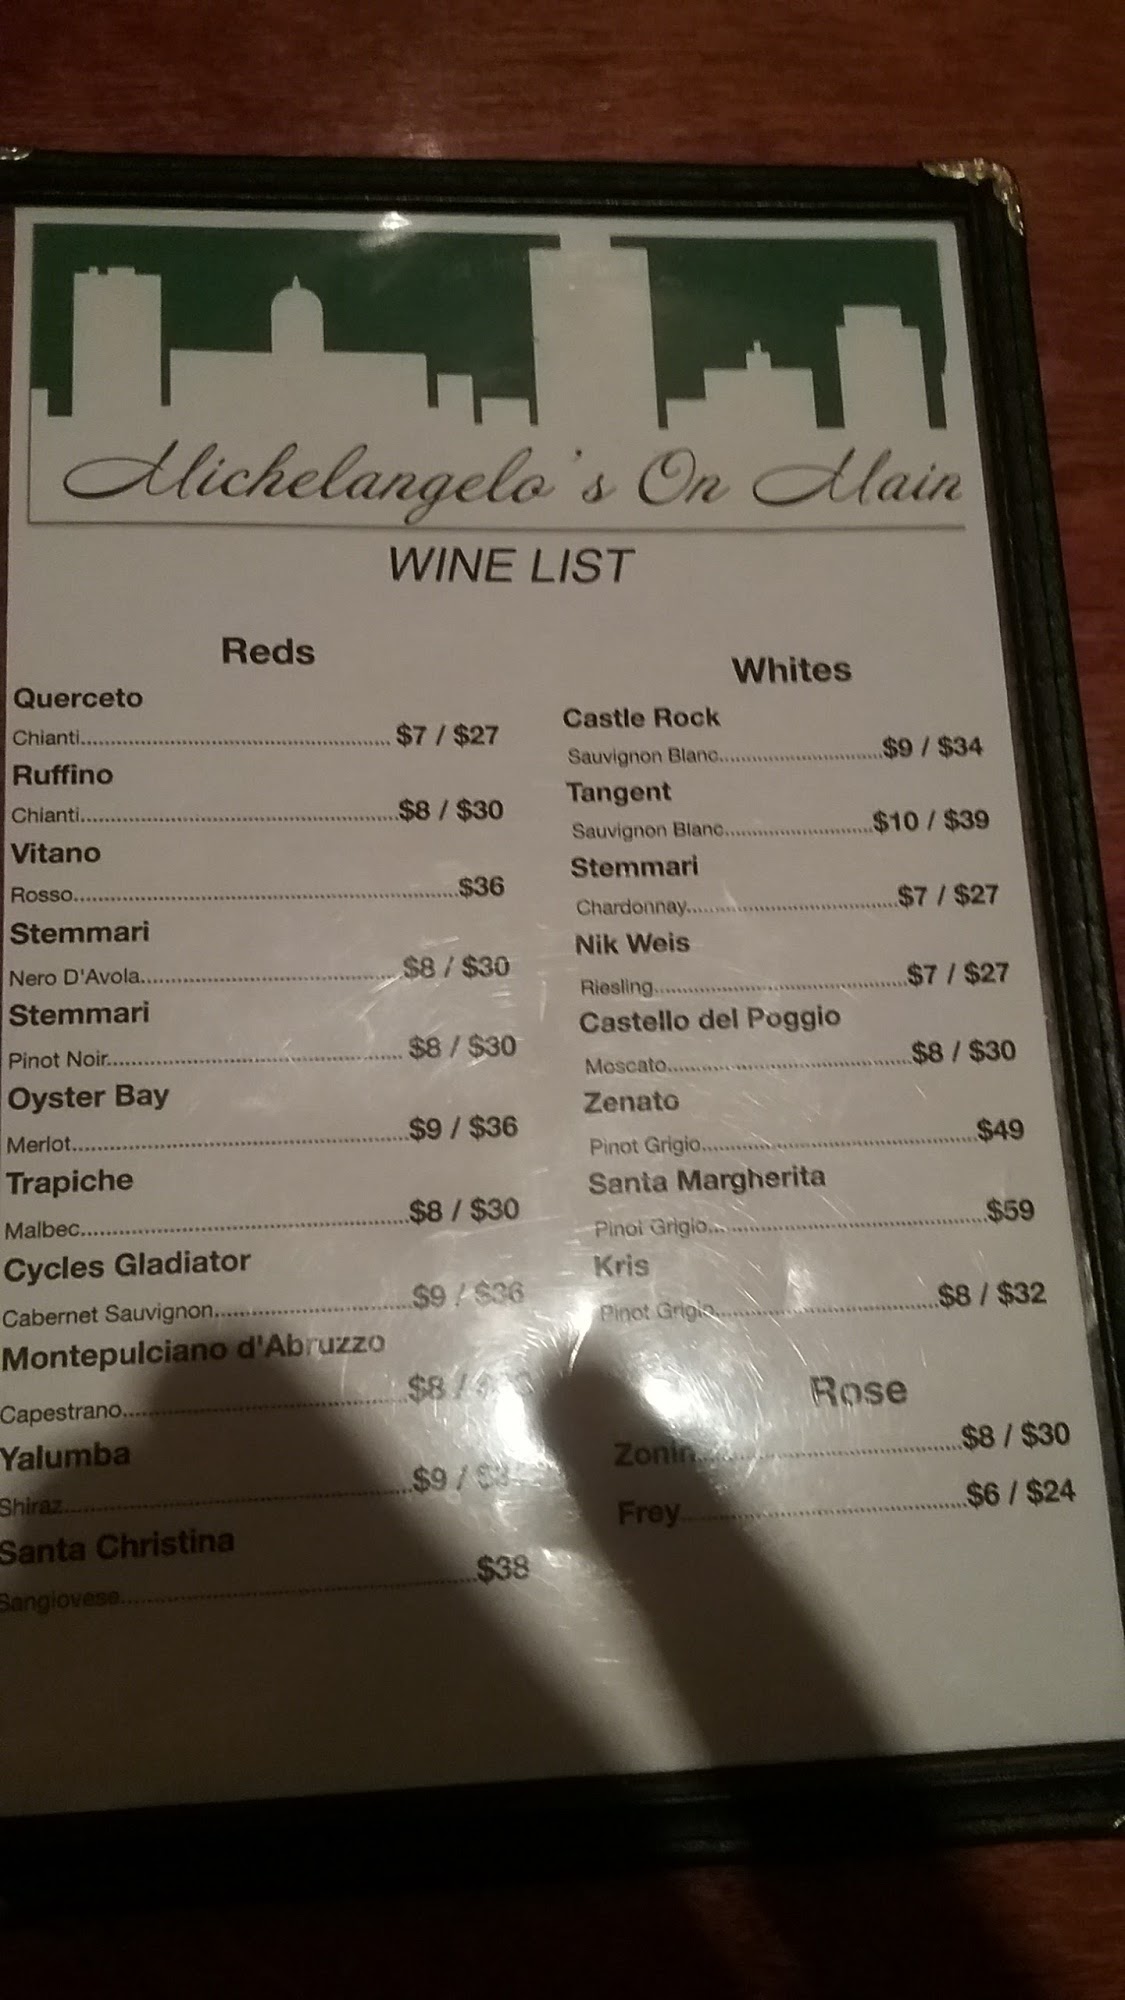 Michelangelo's On Main
WINE LIST
Reds
Querceto
Chianti........ $7 / $27
Ruffino
Chianti........ $8 / $30
Vitano
Rosso........ $36
Stemmari
Nero D'Avola........ $8 / $30
Stemmari
Pinot Noir........ $8 / $30
Oyster Bay
Merlot........ $9 / $36
Trapiche
Malbec........ $8 / $30
Cycles Gladiator
Cabernet Sauvignon........ $9 / $36
Montepulciano d'Abruzzo
Capestrano........ $8 /
Yalumba
Shiraz........ $9 /
Santa Christina
Sangiovese........ $38
Whites
Castle Rock
Sauvignon Blanc........ $9 / $34
Tangent
Sauvignon Blanc........ $10 / $39
Stemmari
Chardonnay........ $7 / $27
Nik Weis
Riesling........ $7 / $27
Castello del Poggio
Moscato........ $8 / $30
Zenato
Pinot Grigio........ $49
Santa Margherita
Pinot Grigio........ $59
Kris
Pinot Grigio........ $8 / $32
Rose
Zonin........ $8 / $30
Frey........ $6 / $24